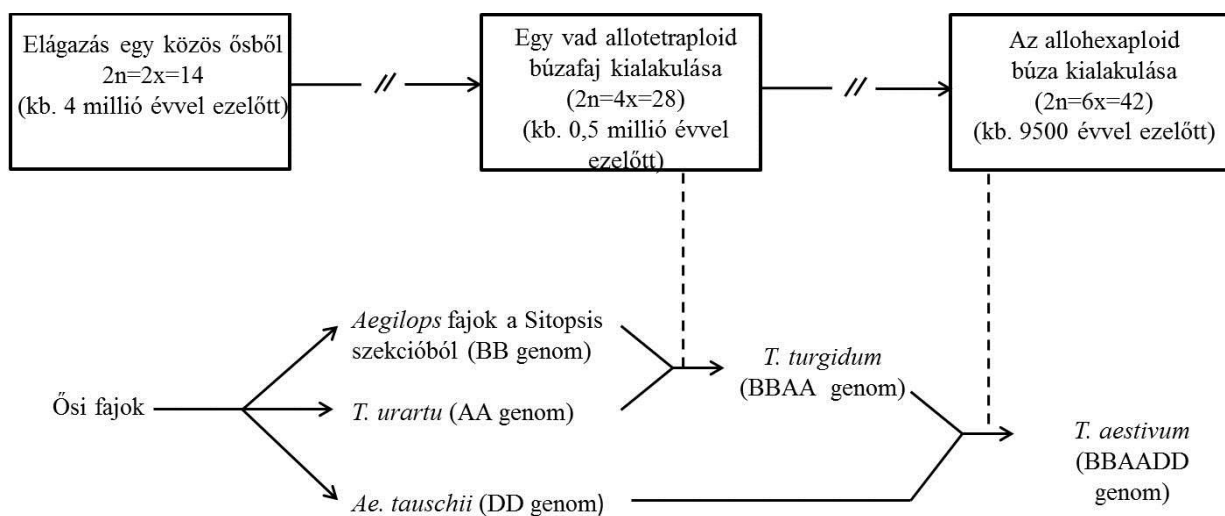 Elágazás egy közös ősből
2n=2x=14
(kb. 4 millió évvel ezelőtt)
Egy vad allotetraploid
búzafaj kialakulása
(2n=4x=28)
(kb. 0,5 millió évvel
ezelőtt)
Az allohexaploid
búza kialakulása
(2n=6x=42)
(kb. 9500 évvel ezelőtt)
Aegilops fajok a Sitopsis
szekcióból (BB genom)
Ősi fajok
T. urartu (AA genom)
Ae. tauschii (DD genom)
T. turgidum
(BBAA genom)
T. aestivum
(BBAADD
genom)